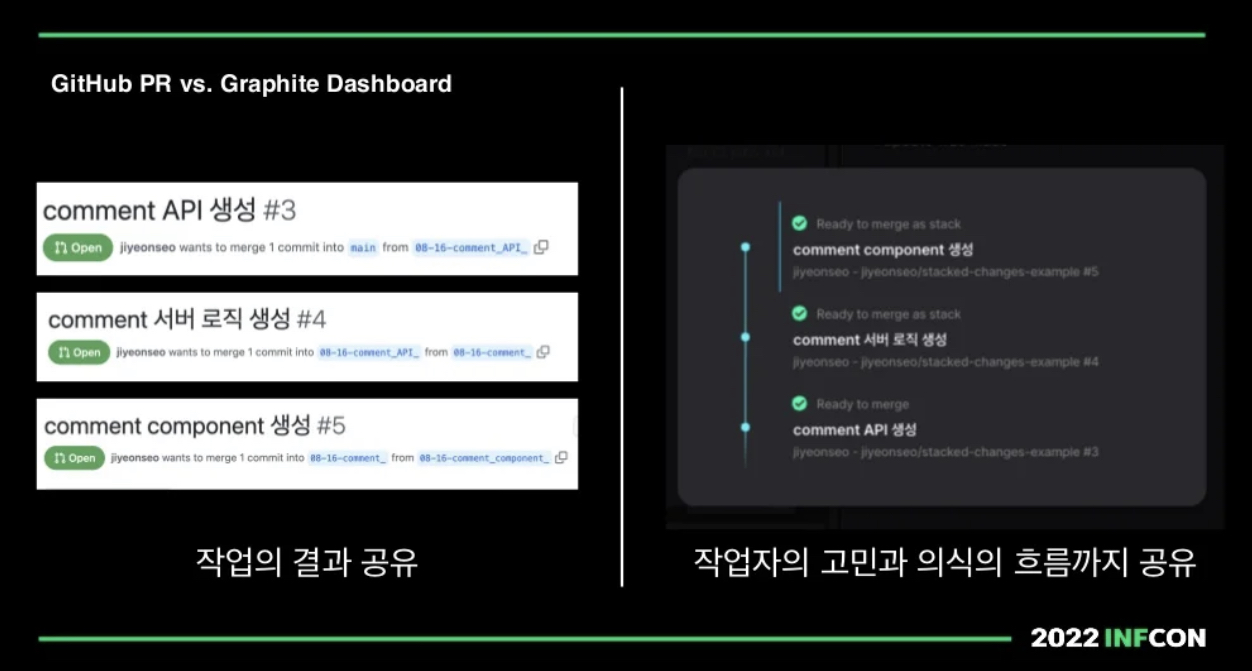 GitHub PR vs. Graphite Dashboard
comment API 생성 #3
Open jiyeonseo wants to merge 1 commit into main from 08-16-comment_API_
comment 서버 로직 생성 #4
Open jiyeonseo wants to merge 1 commit into 08-16-comment_API_ from 08-16-comment_
comment component 생성 #5
Open jiyeonseo wants to merge 1 commit into 08-16-comment_ from 08-16-comment_component_
작업의 결과 공유
Ready to merge as stack
comment component 생성
jiyeonseo - jiyeonseo/stacked-changes-example #5
Ready to merge as stack
comment 서버 로직 생성
jiyeonseo - jiyeonseo/stacked-changes-example #4
Ready to merge
comment API 생성
jiyeonseo - jiyeonseo/stacked-changes-example #3
작업자의 고민과 의식의 흐름까지 공유
2022 INFCON